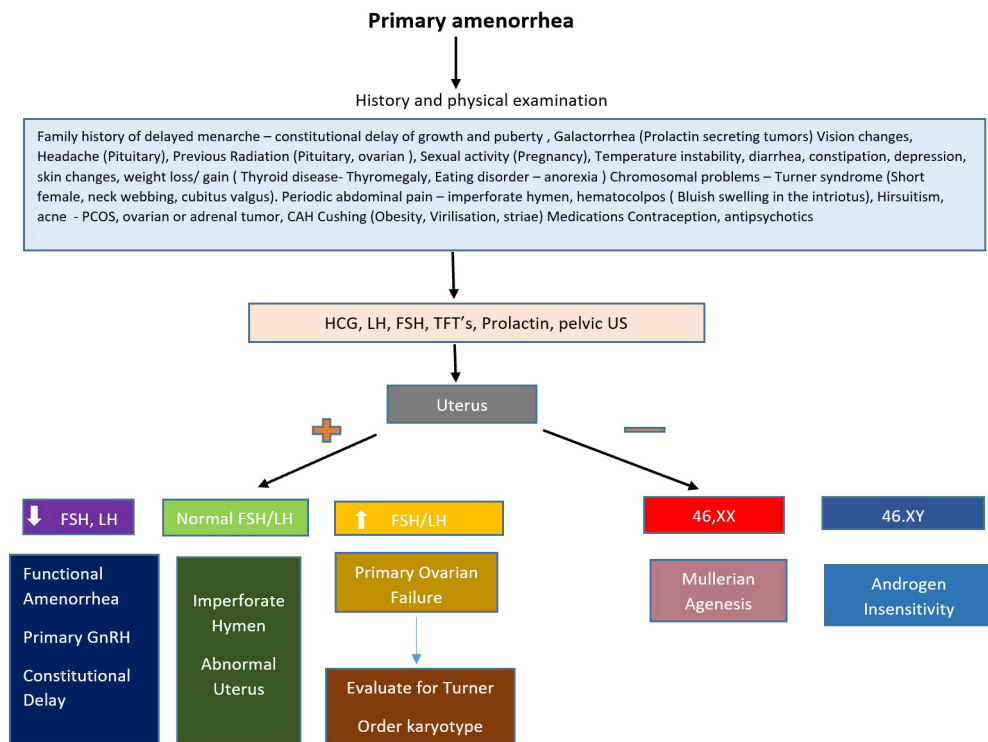 Primary amenorrhea
History and physical examination
Family history of delayed menarche – constitutional delay of growth and puberty , Galactorrhea (Prolactin secreting tumors) Vision changes,
Headache (Pituitary), Previous Radiation (Pituitary, ovarian ), Sexual activity (Pregnancy), Temperature instability, diarrhea, constipation, depression,
skin changes, weight loss/ gain ( Thyroid disease- Thyromegaly, Eating disorder – anorexia ) Chromosomal problems – Turner syndrome (Short
female, neck webbing, cubitus valgus). Periodic abdominal pain – imperforate hymen, hematocolpos ( Bluish swelling in the intriotus), Hirsuitism,
acne  - PCOS, ovarian or adrenal tumor, CAH Cushing (Obesity, Virilisation, striae) Medications Contraception, antipsychotics
HCG, LH, FSH, TFT’s, Prolactin, pelvic US
Uterus
FSH, LH
Normal FSH/LH
FSH/LH
46,XX
46.XY
Functional
Amenorrhea
Primary GnRH
Constitutional
Delay
Imperforate
Hymen
Abnormal
Uterus
Primary Ovarian
Failure
Evaluate for Turner
Order karyotype
Mullerian
Agenesis
Androgen
Insensitivity